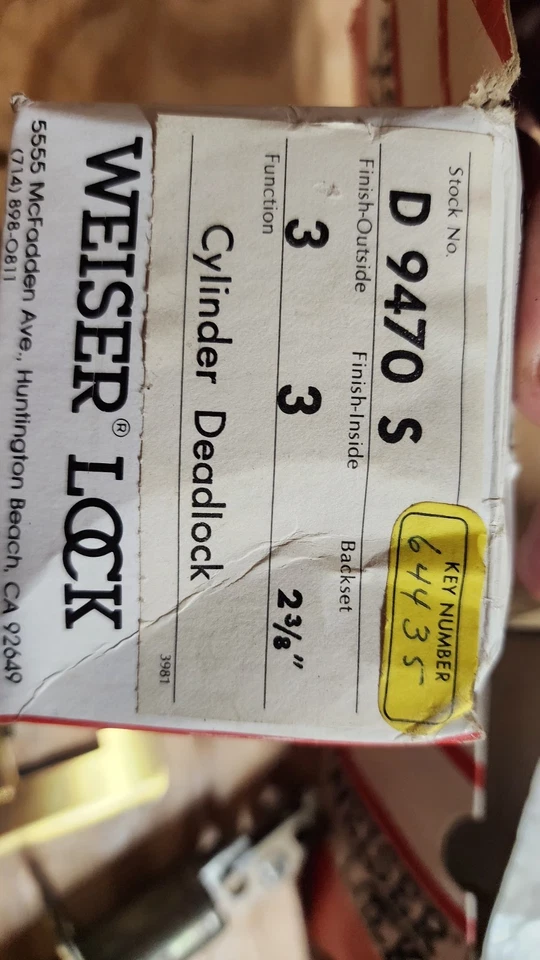 Stock No.
D 9470 S
KEY NUMBER
64435
Finish-Outside Finish-Inside Backset
3 3 2 3/8"
Function
Cylinder Deadlock
3981
WEISER® LOCK
5555 McFadden Ave., Huntington Beach, CA 92649
(714) 898-0811